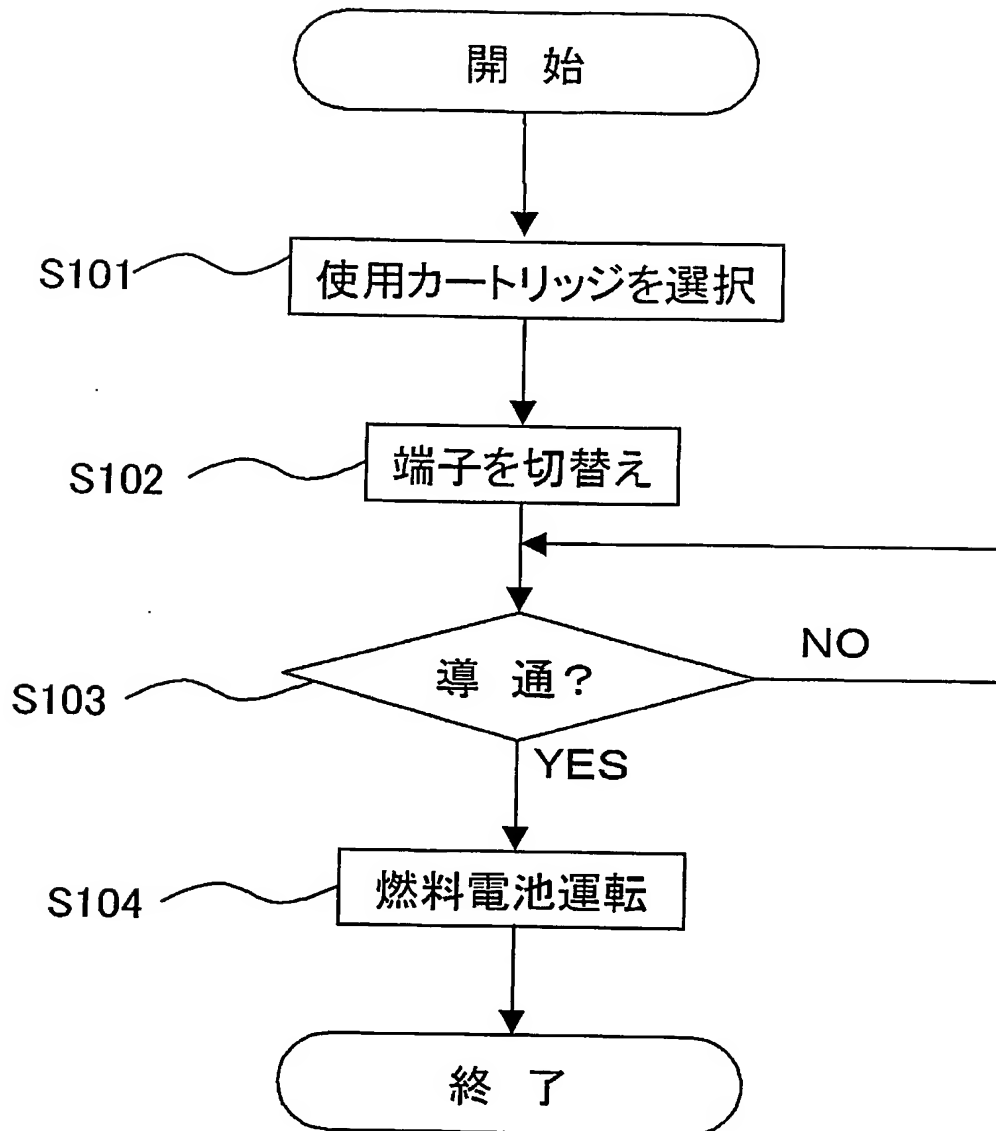 開 始
S101
使用カートリッジを選択
S102
端子を切替え
S103
導 通?
NO
YES
S104
燃料電池運転
終 了